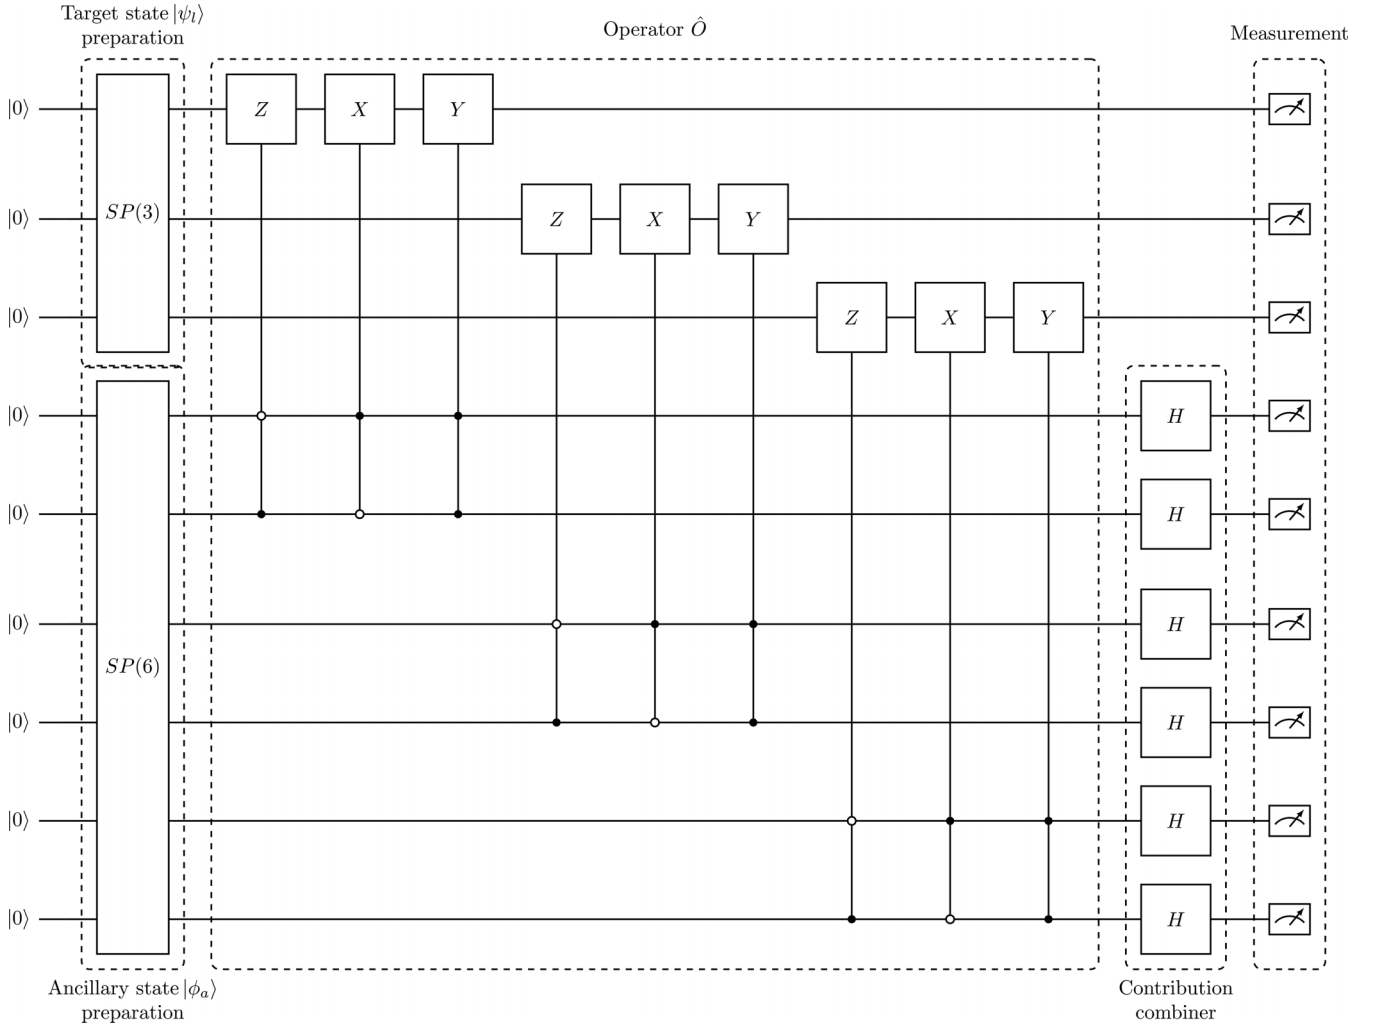 Target state |ψ_l⟩
preparation
Operator Ô
Measurement
|0⟩ Z X Y
|0⟩ SP(3) Z X Y
|0⟩ Z X Y
|0⟩ H
|0⟩ H
|0⟩ H
SP(6)
|0⟩ H
|0⟩ H
|0⟩ H
Ancillary state |ϕ_a⟩
preparation
Contribution
combiner